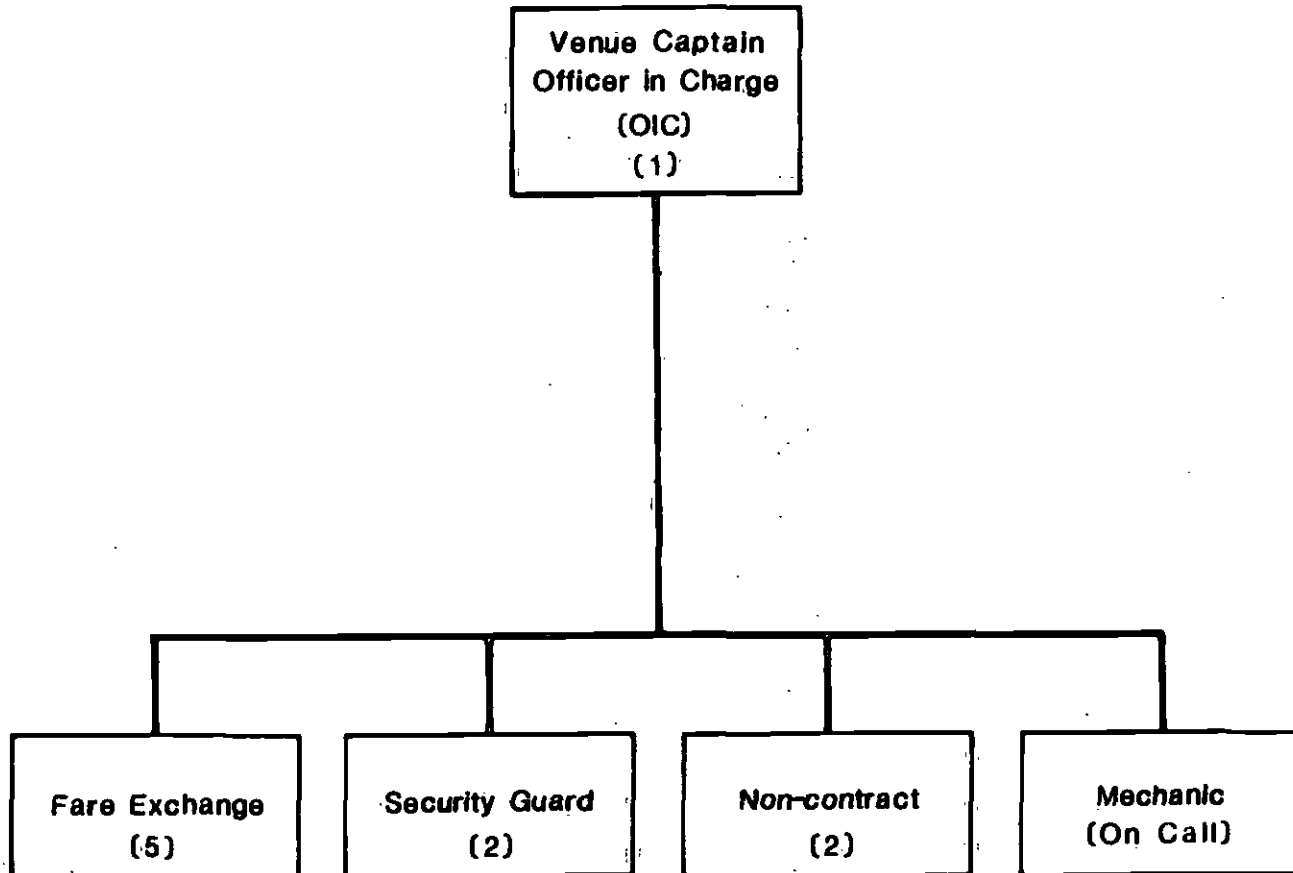 Venue Captain
Officer in Charge
(OIC)
(1)
Fare Exchange
(5)
Security Guard
(2)
Non-contract
(2)
Mechanic
(On Call)